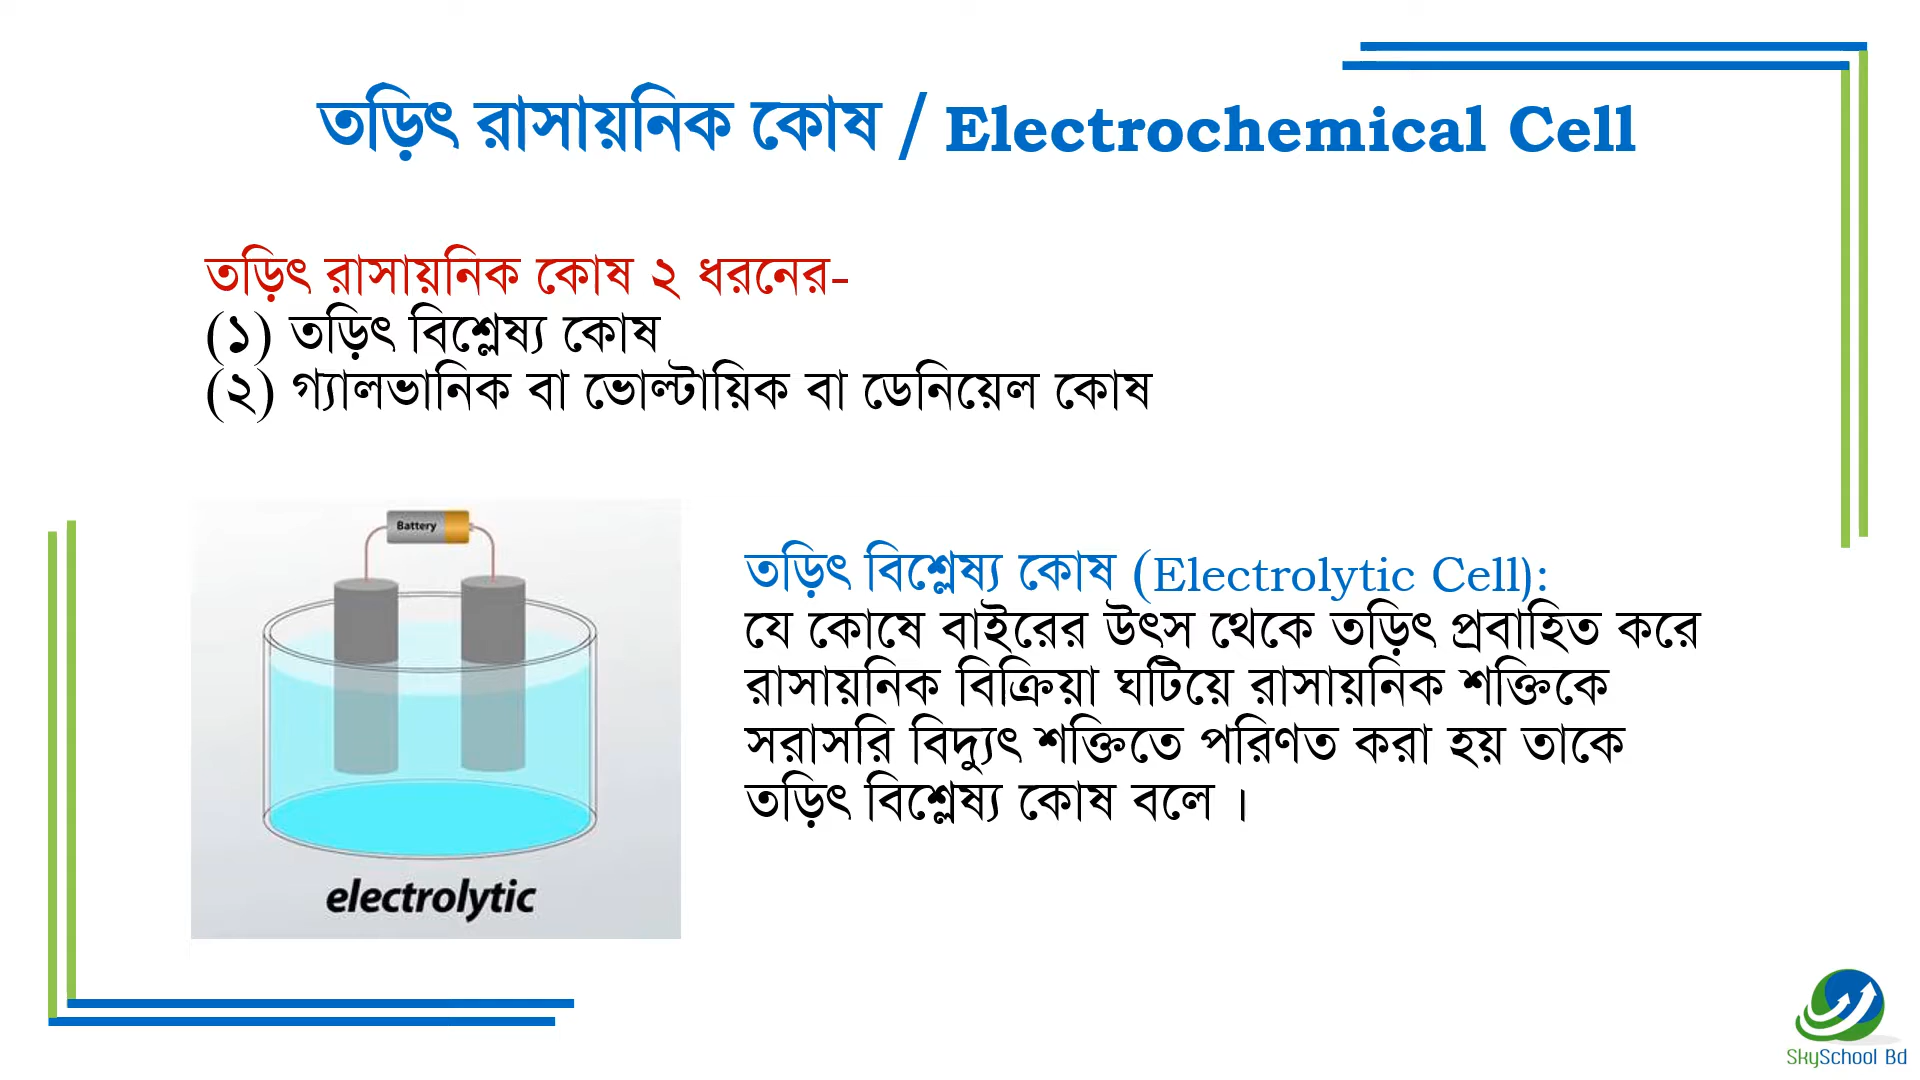 তড়িৎ রাসায়নিক কোষ / Electrochemical Cell
তড়িৎ রাসায়নিক কোষ ২ ধরনের-
(১) তড়িৎ বিশ্লেষ্য কোষ
(২) গ্যালভানিক বা ভোল্টায়িক বা ডেনিয়েল কোষ
Battery
electrolytic
তড়িৎ বিশ্লেষ্য কোষ (Electrolytic Cell):
যে কোষে বাইরের উৎস থেকে তড়িৎ প্রবাহিত করে
রাসায়নিক বিক্রিয়া ঘটিয়ে রাসায়নিক শক্তিকে
সরাসরি বিদ্যুৎ শক্তিতে পরিণত করা হয় তাকে
তড়িৎ বিশ্লেষ্য কোষ বলে ।
SkySchool Bd